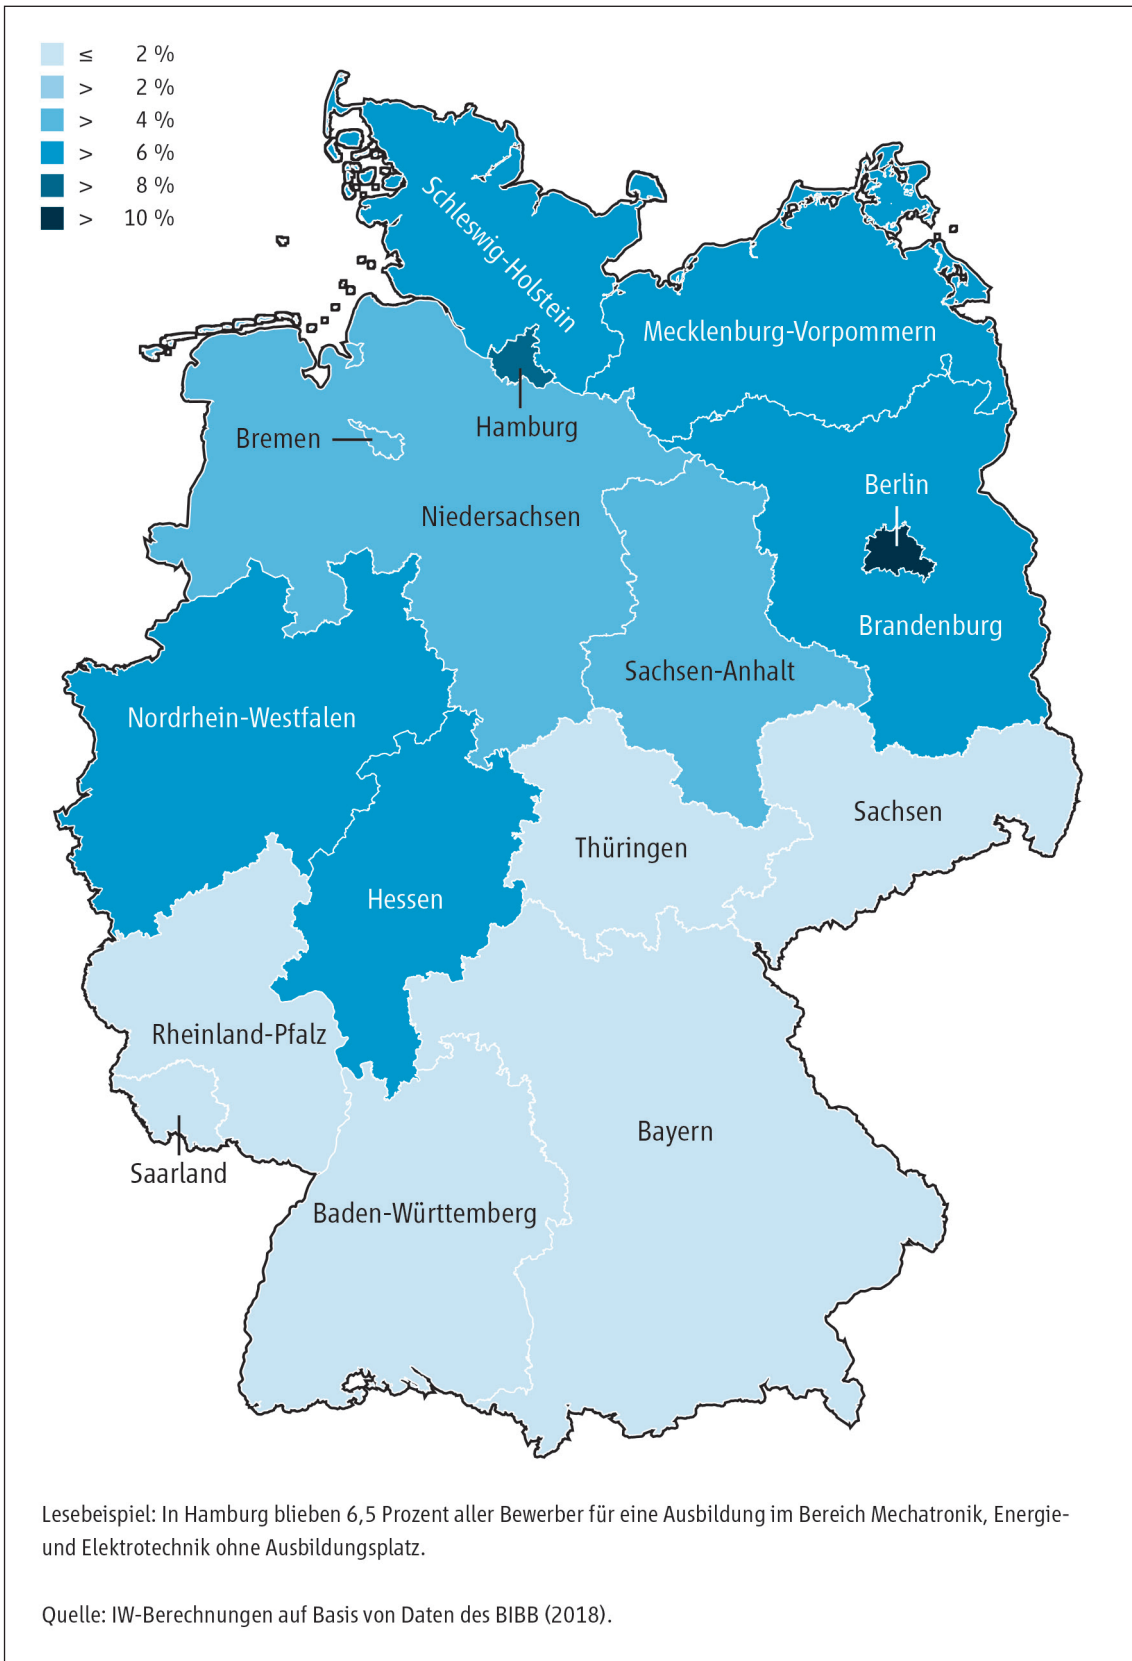 ≤ 2 %
> 2 %
> 4 %
> 6 %
> 8 %
> 10 %
Schleswig-Holstein
Mecklenburg-Vorpommern
Hamburg
Bremen
Berlin
Niedersachsen
Brandenburg
Sachsen-Anhalt
Nordrhein-Westfalen
Sachsen
Thüringen
Hessen
Rheinland-Pfalz
Bayern
Saarland
Baden-Württemberg
Lesebeispiel: In Hamburg blieben 6,5 Prozent aller Bewerber für eine Ausbildung im Bereich Mechatronik, Energie-
und Elektrotechnik ohne Ausbildungsplatz.
Quelle: IW-Berechnungen auf Basis von Daten des BIBB (2018).